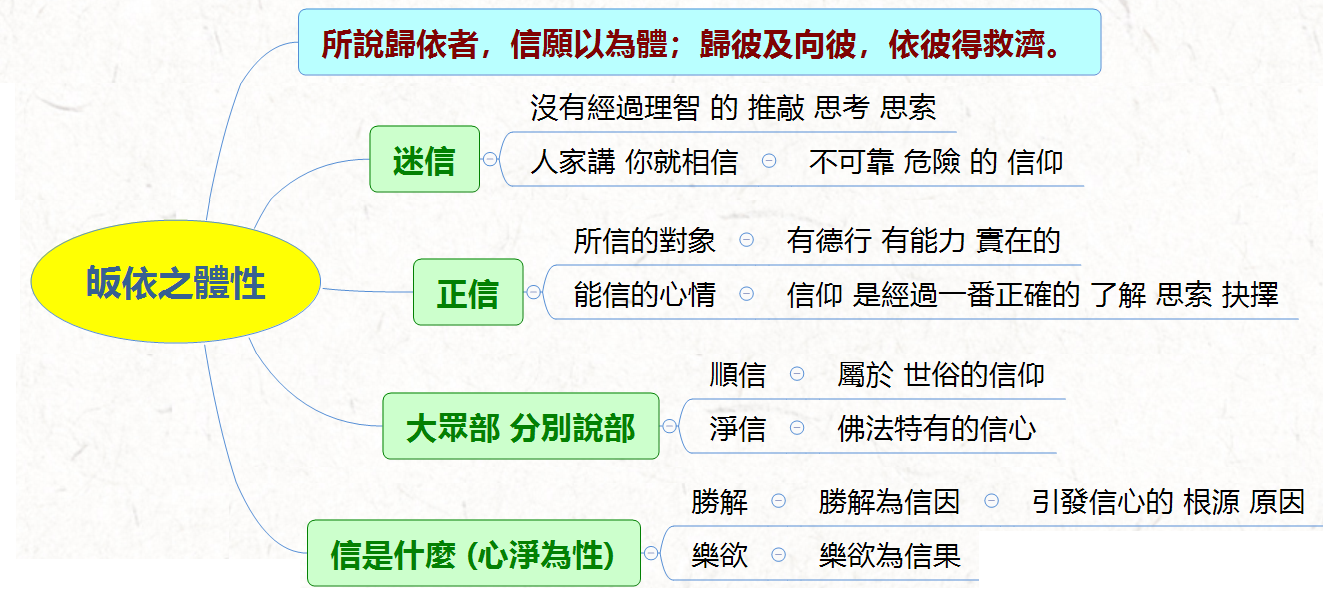 所說歸依者，信願以為體；歸彼及向彼，依彼得救濟。
沒有經過理智 的 推敲 思考 思索
迷信
人家講 你就相信 不可靠 危險 的 信仰
所信的對象 有德行 有能力 實在的
皈依之體性
正信
能信的心情 信仰 是經過一番正確的 了解 思索 抉擇
順信 屬於 世俗的信仰
大眾部 分別說部
淨信 佛法特有的信心
勝解 勝解為信因 引發信心的 根源 原因
信是什麼 (心淨為性)
樂欲 樂欲為信果